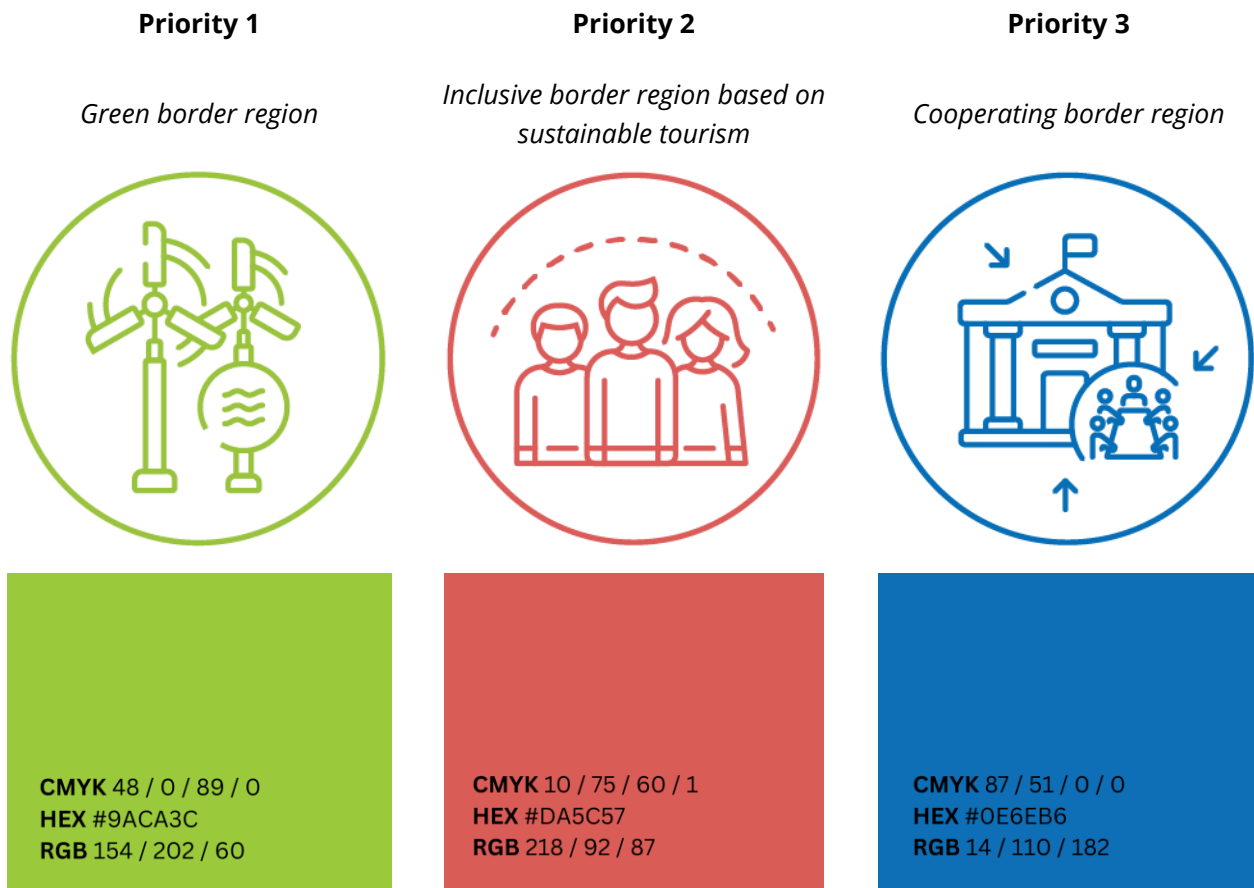 Priority 1
Green border region
CMYK 48 / 0 / 89 / 0
HEX #9ACA3C
RGB 154 / 202 / 60
Priority 2
Inclusive border region based on
sustainable tourism
CMYK 10 / 75 / 60 / 1
HEX #DA5C57
RGB 218 / 92 / 87
Priority 3
Cooperating border region
CMYK 87 / 51 / 0 / 0
HEX #0E6EB6
RGB 14 / 110 / 182